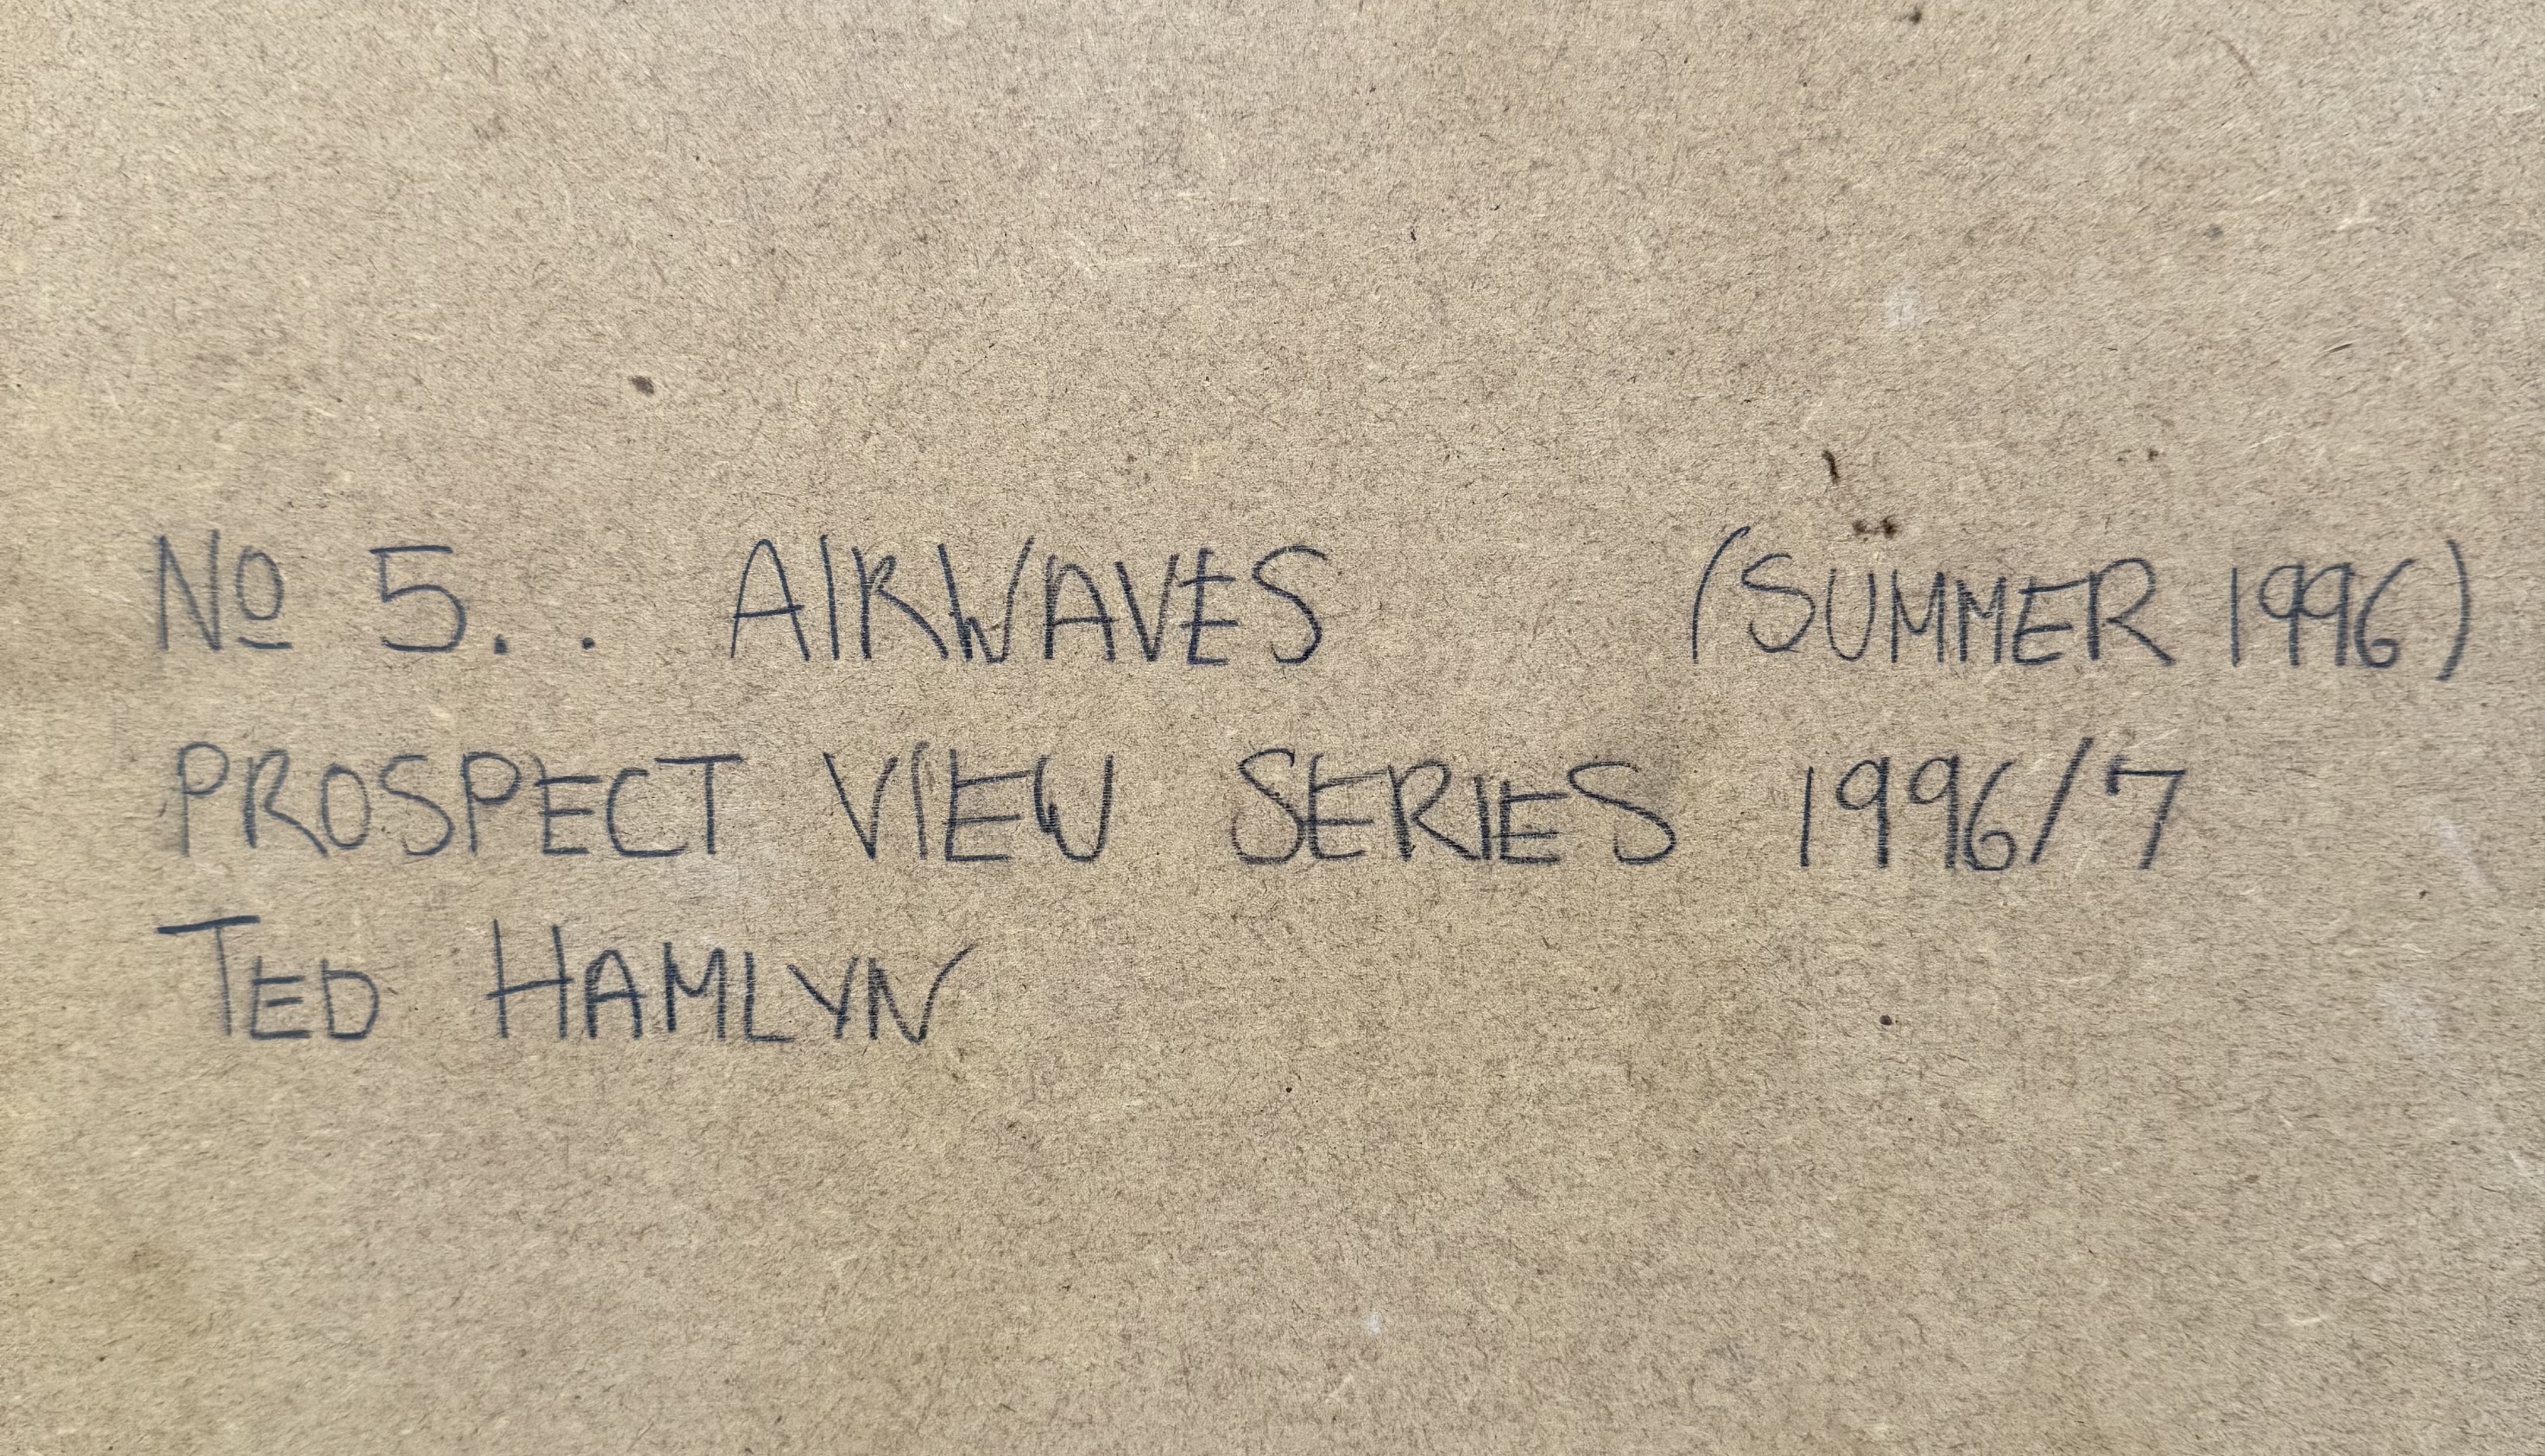 Nº 5.. AIRWAVES (SUMMER 1996)
PROSPECT VIEW SERIES 1996/7
TED HAMLYN